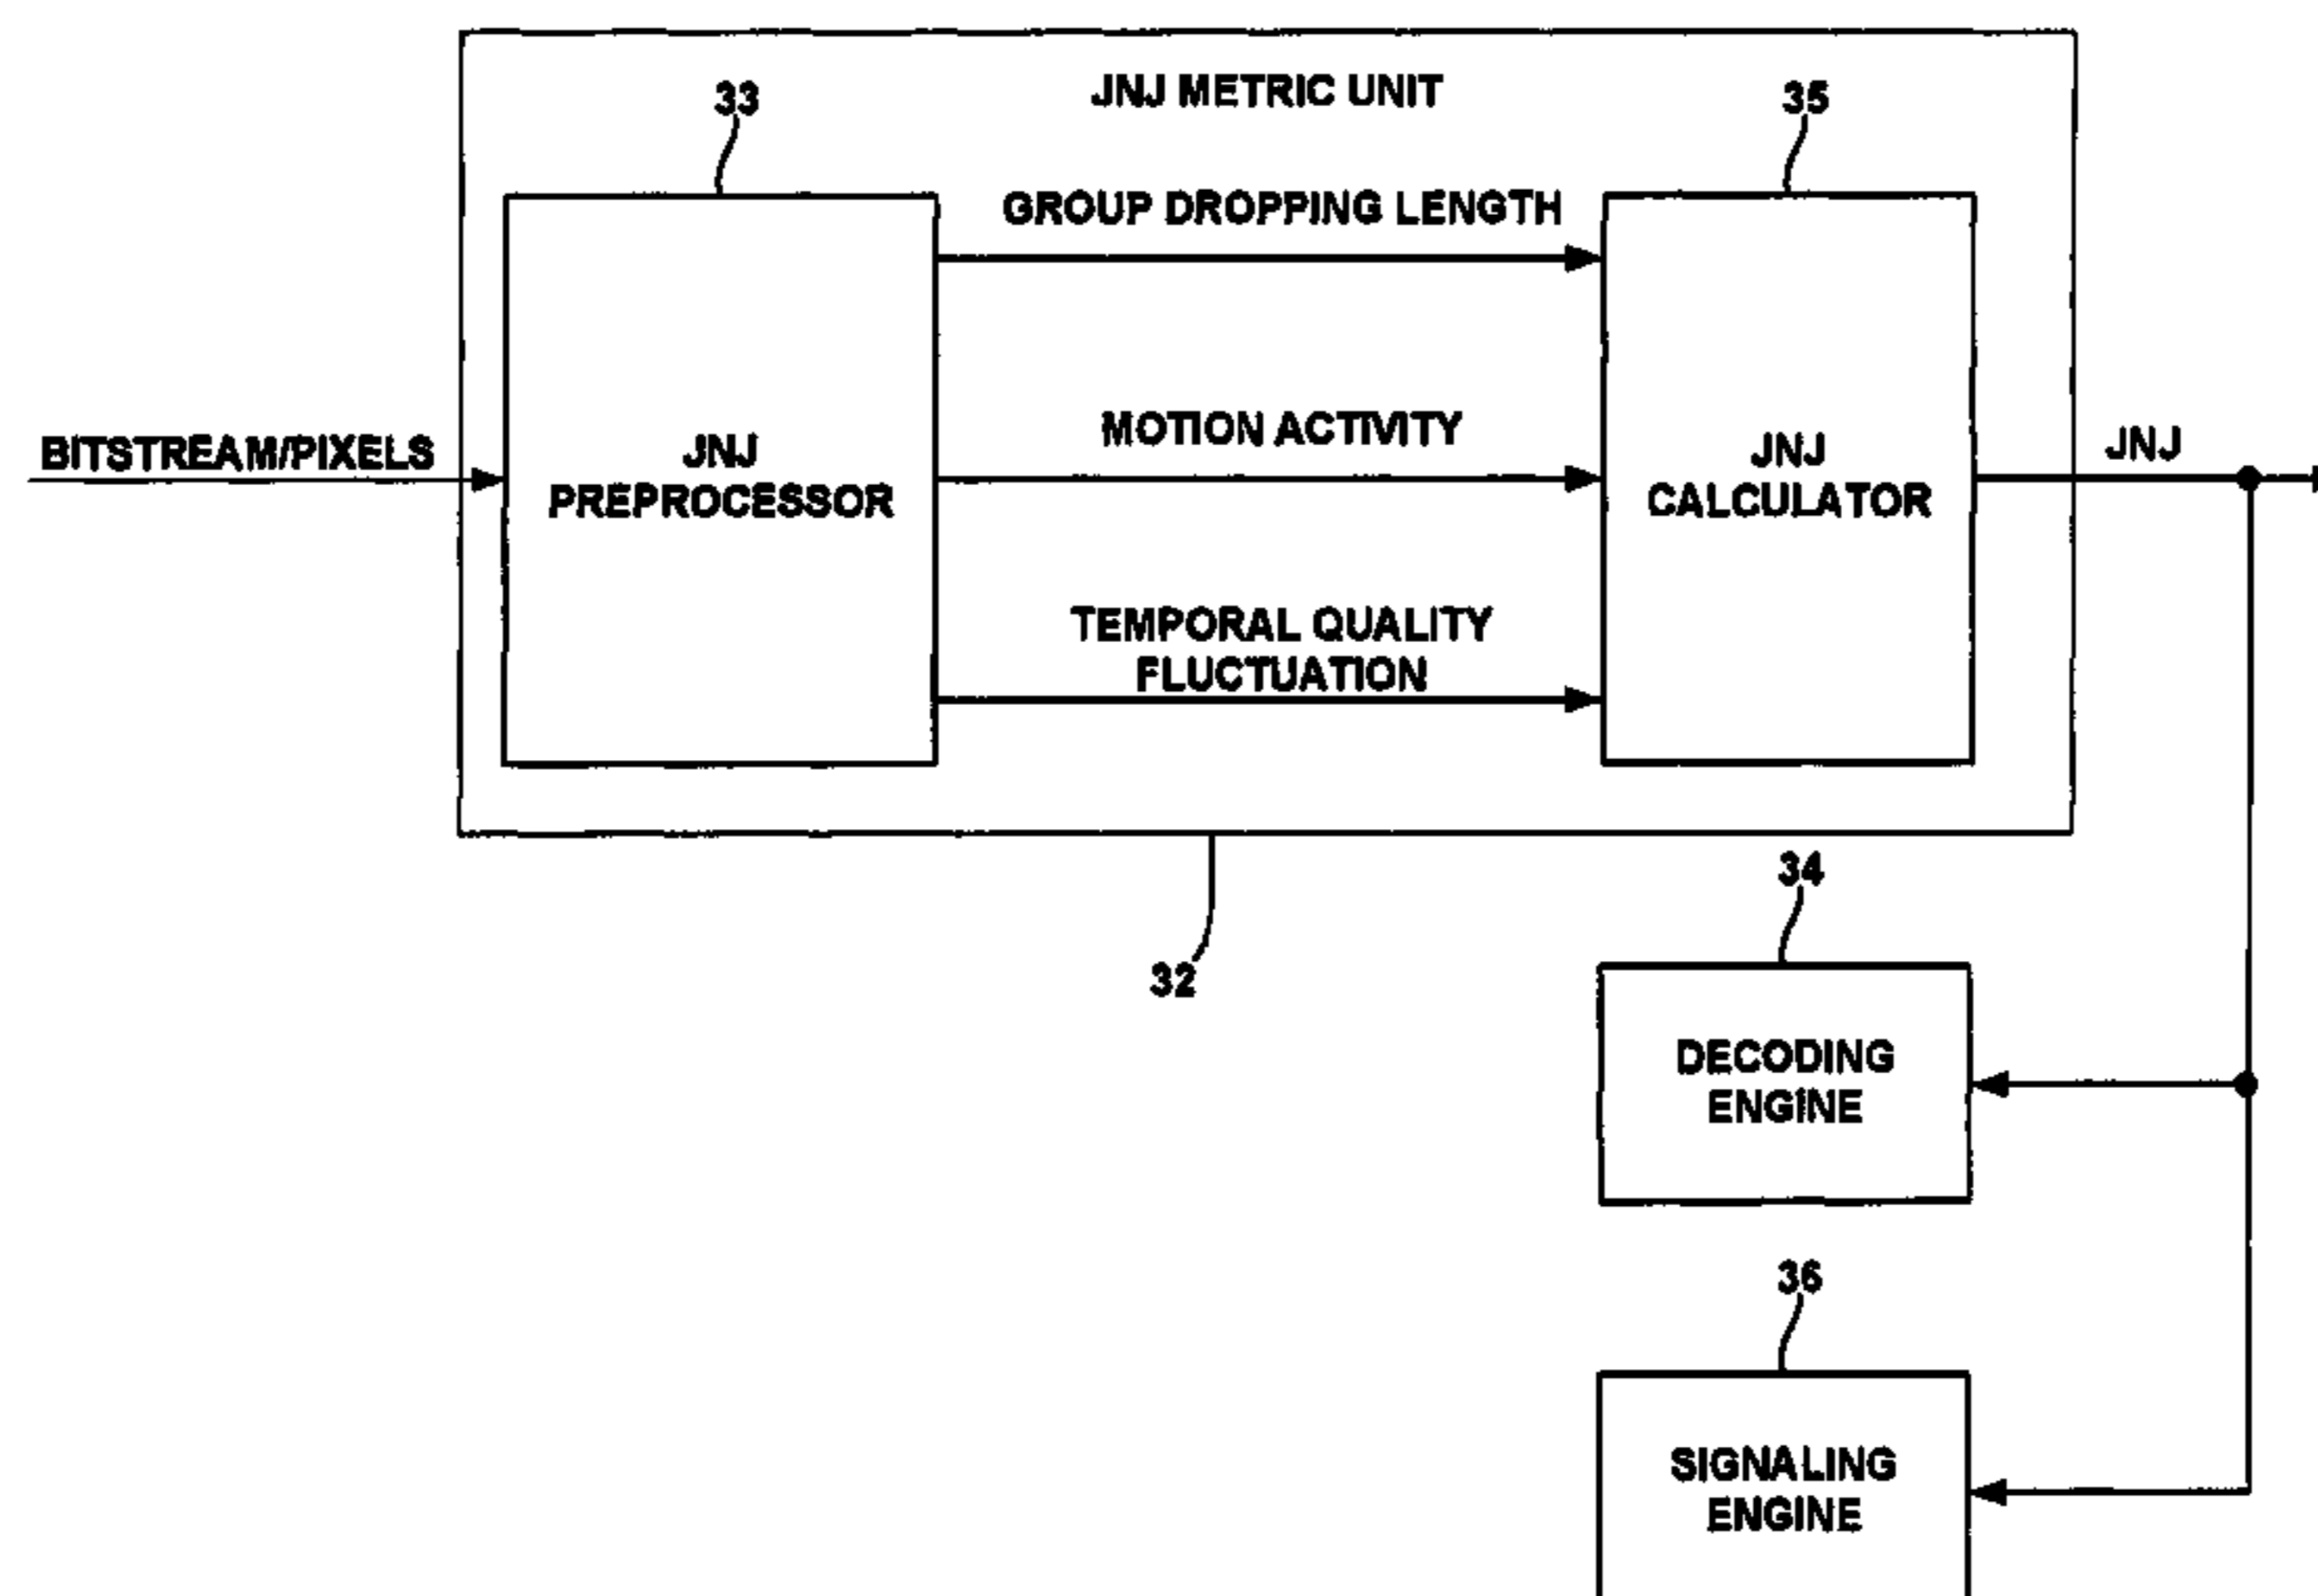 JNJ METRIC UNIT
33
35
GROUP DROPPING LENGTH
BITSTREAM/PIXELS
JNJ
PREPROCESSOR
MOTION ACTIVITY
JNJ
CALCULATOR
JNJ
TEMPORAL QUALITY
FLUCTUATION
32
34
DECODING
ENGINE
36
SIGNALING
ENGINE